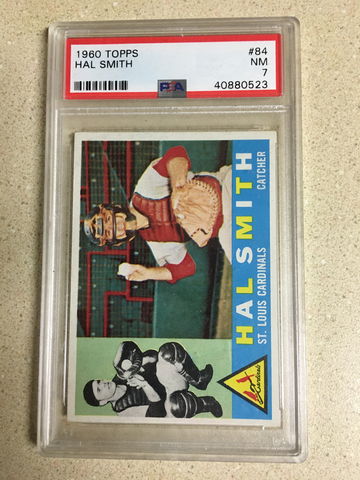 1960 TOPPS
HAL SMITH
#84
NM
7
PSA
40880523
HAL SMITH
ST. LOUIS CARDINALS
CATCHER
Cardinals